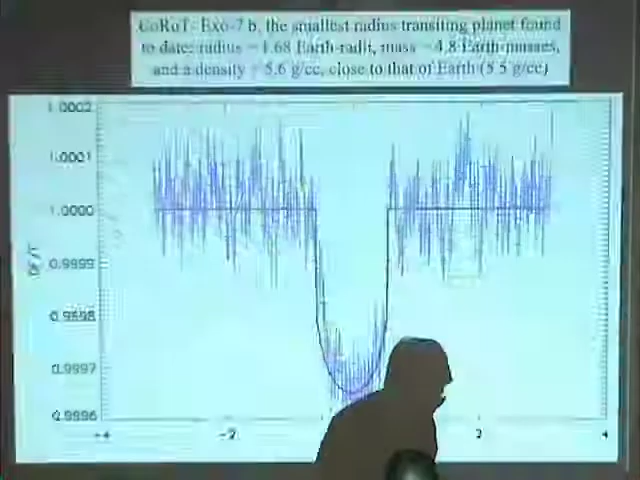 CoRoT- Exo-7 b, the smallest radius transiting planet found
to date: radius ~1.68 Earth-radii, mass ~4.8 Earth-masses,
and a density ~ 5.6 g/cc, close to that of Earth (5.5 g/cc)
1.0002
1.0001
1.0000
0.9999
0.9998
0.9997
0.9996
-4 -2 2 4